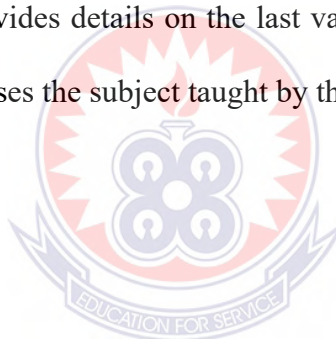 vides details on the last va
ses the subject taught by th
EDUCATION FOR SERVICE